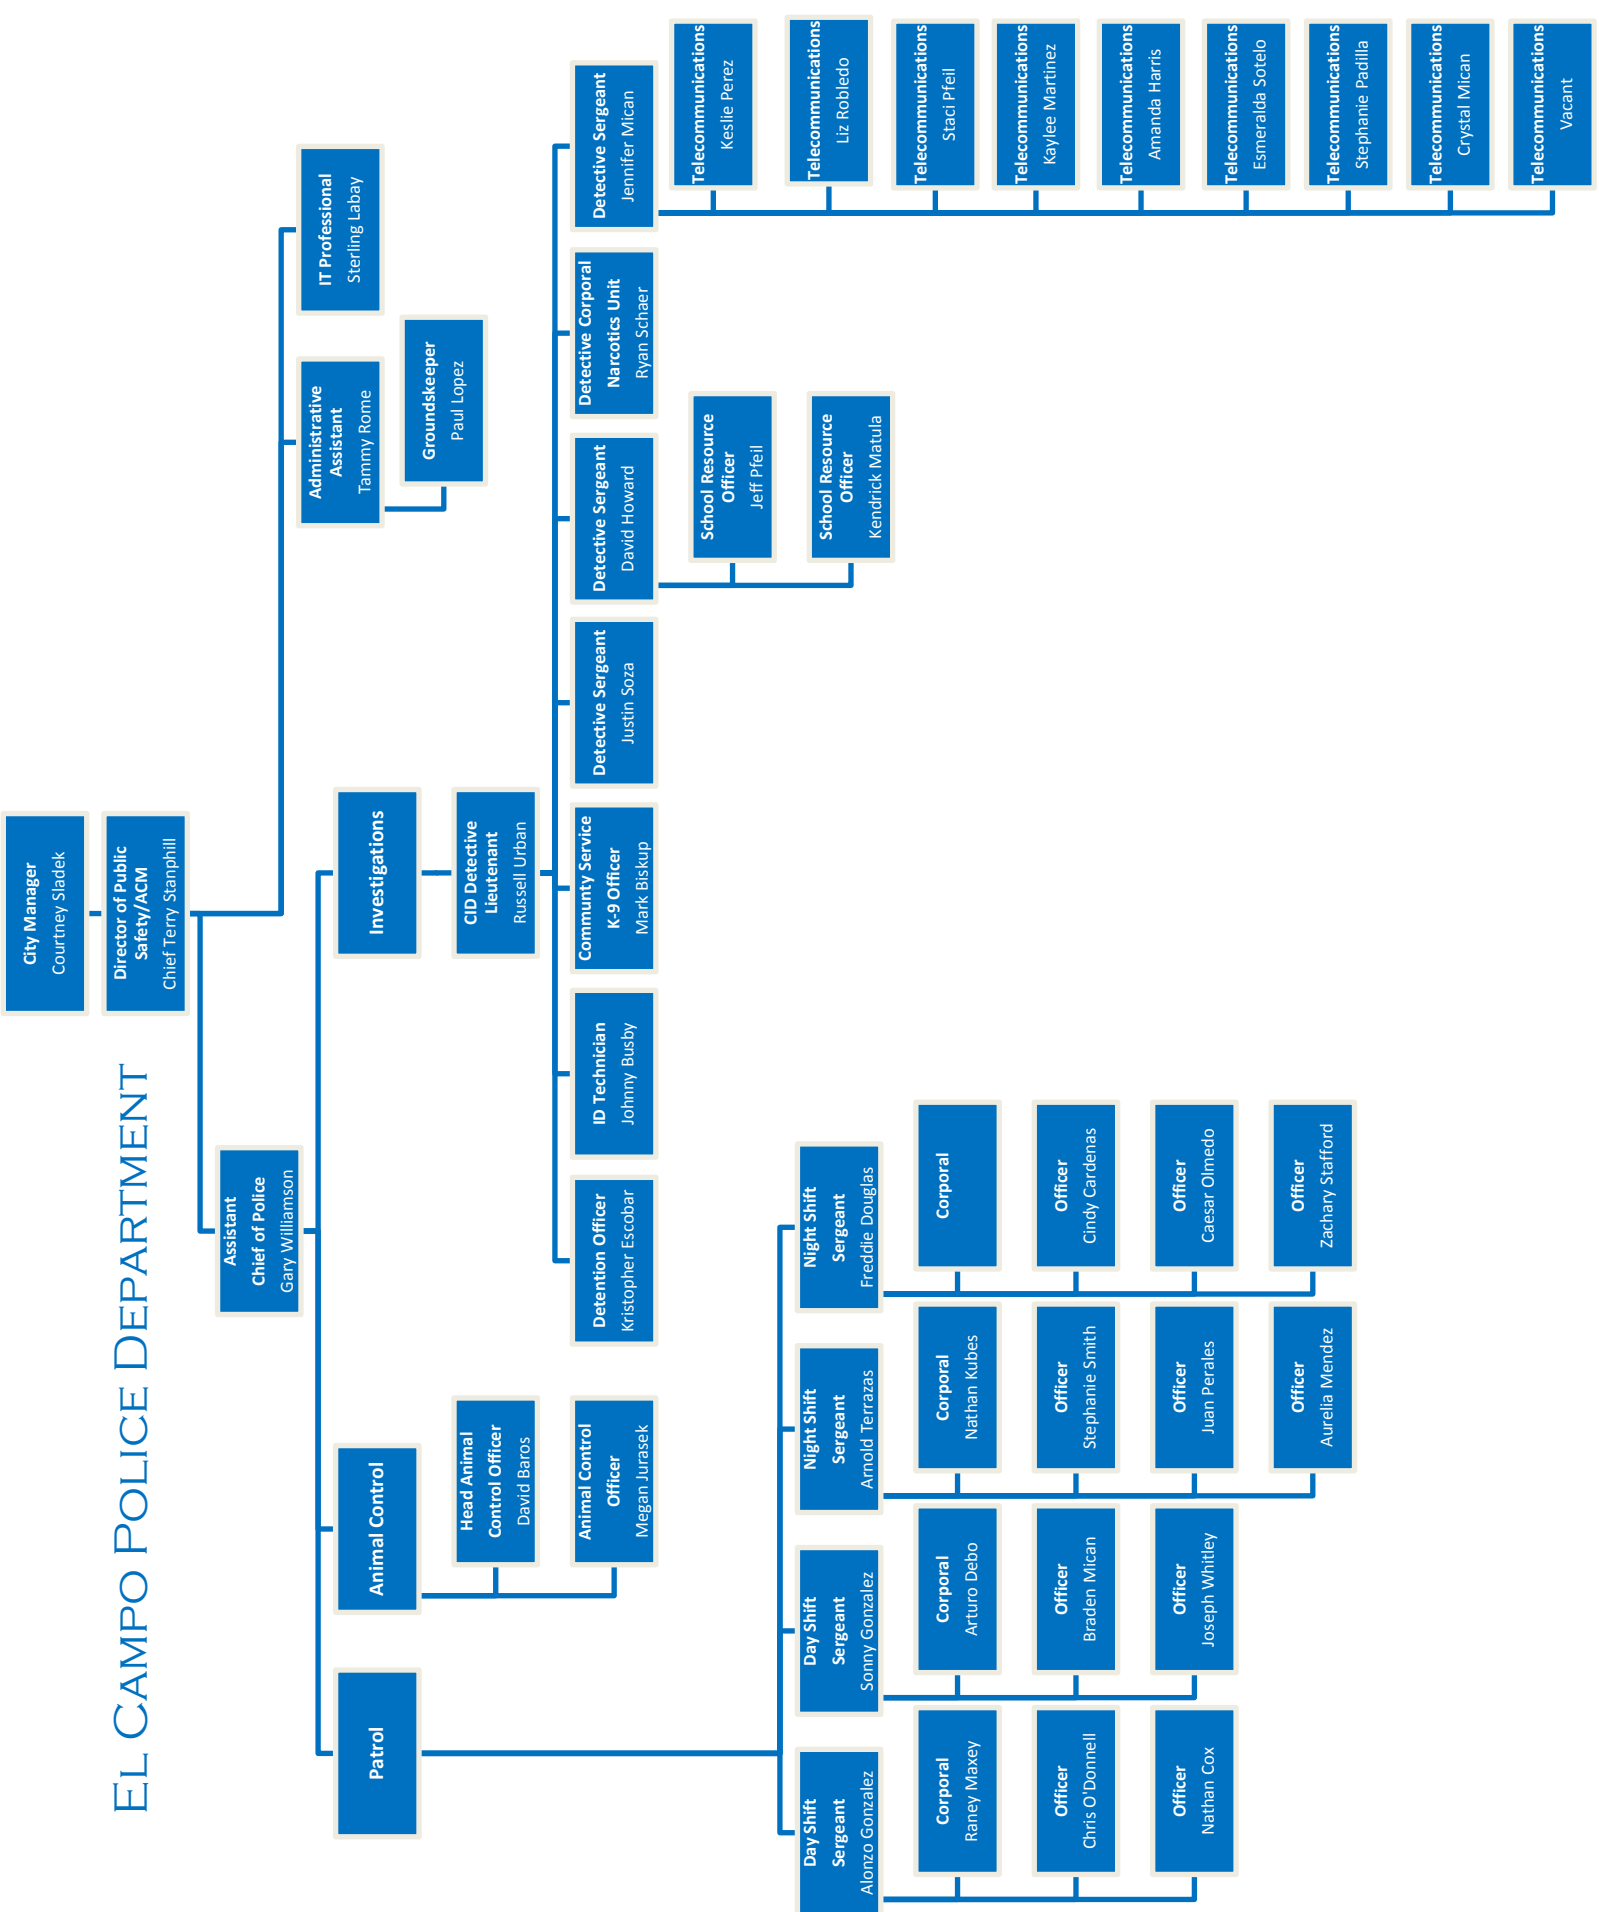 EL CAMPO POLICE DEPARTMENT
City Manager
Courtney Sladek
Director of Public
Safety/ACM
Chief Terry Stanphill
Assistant
Chief of Police
Gary Williamson
Administrative
Assistant
Tammy Rome
Groundskeeper
Paul Lopez
IT Professional
Sterling Labay
Patrol
Animal Control
Head Animal
Control Officer
David Baros
Animal Control
Officer
Megan Jurasek
Investigations
CID Detective
Lieutenant
Russell Urban
Detention Officer
Kristopher Escobar
ID Technician
Johnny Busby
Community Service
K-9 Officer
Mark Biskup
Detective Sergeant
Justin Soza
Detective Sergeant
David Howard
School Resource
Officer
Jeff Pfeil
School Resource
Officer
Kendrick Matula
Detective Corporal
Narcotics Unit
Ryan Schaer
Detective Sergeant
Jennifer Mican
Telecommunications
Keslie Perez
Telecommunications
Liz Robledo
Telecommunications
Staci Pfeil
Telecommunications
Kaylee Martinez
Telecommunications
Amanda Harris
Telecommunications
Esmeralda Sotelo
Telecommunications
Stephanie Padilla
Telecommunications
Crystal Mican
Telecommunications
Vacant
Day Shift
Sergeant
Alonzo Gonzalez
Corporal
Raney Maxey
Officer
Chris O'Donnell
Officer
Nathan Cox
Day Shift
Sergeant
Sonny Gonzalez
Corporal
Arturo Debo
Officer
Braden Mican
Officer
Joseph Whitley
Night Shift
Sergeant
Arnold Terrazas
Corporal
Nathan Kubes
Officer
Stephanie Smith
Officer
Juan Perales
Officer
Aurelia Mendez
Night Shift
Sergeant
Freddie Douglas
Corporal
Officer
Cindy Cardenas
Officer
Caesar Olmedo
Officer
Zachary Stafford